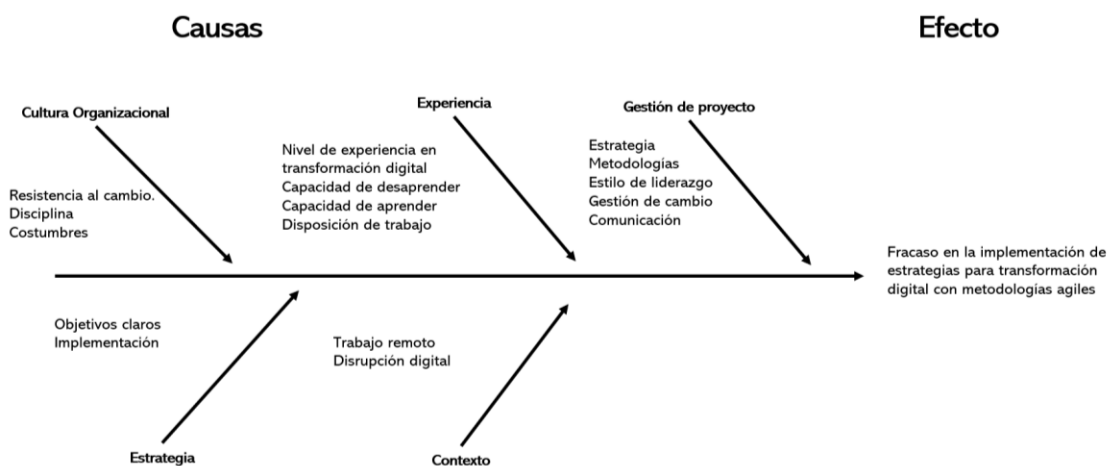 Causas
Efecto
Cultura Organizacional
Experiencia
Gestión de proyecto
Resistencia al cambio.
Disciplina
Costumbres
Nivel de experiencia en
transformación digital
Capacidad de desaprender
Capacidad de aprender
Disposición de trabajo
Estrategia
Metodologías
Estilo de liderazgo
Gestión de cambio
Comunicación
Fracaso en la implementación de
estrategias para transformación
digital con metodologías agiles
Objetivos claros
Implementación
Trabajo remoto
Disrupción digital
Estrategia
Contexto